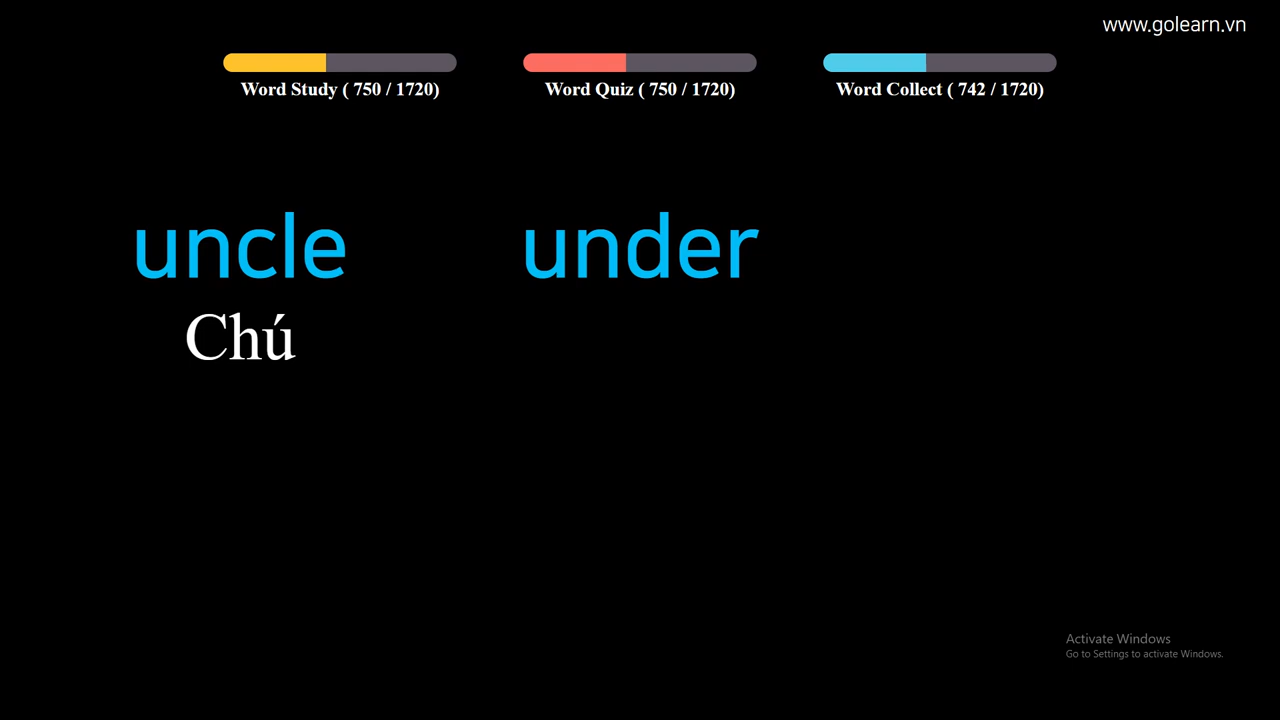 www.golearn.vn
Word Study ( 750 / 1720)
Word Quiz ( 750 / 1720)
Word Collect ( 742 / 1720)
uncle
under
Chú
Activate Windows
Go to Settings to activate Windows.